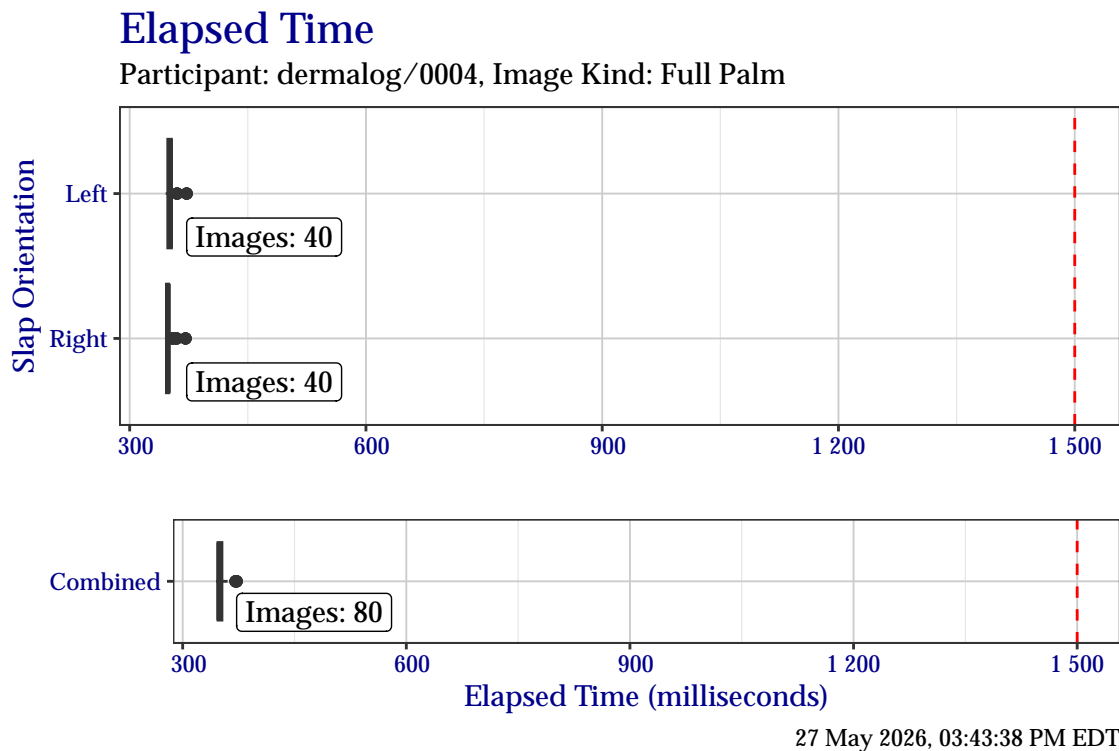 Elapsed Time
Participant: dermalog/0004, Image Kind: Full Palm
Slap Orientation
Left
Images: 40
Right
Images: 40
300 600 900 1 200 1 500
Combined
Images: 80
300 600 900 1 200 1 500
Elapsed Time (milliseconds)
27 May 2026, 03:43:38 PM EDT